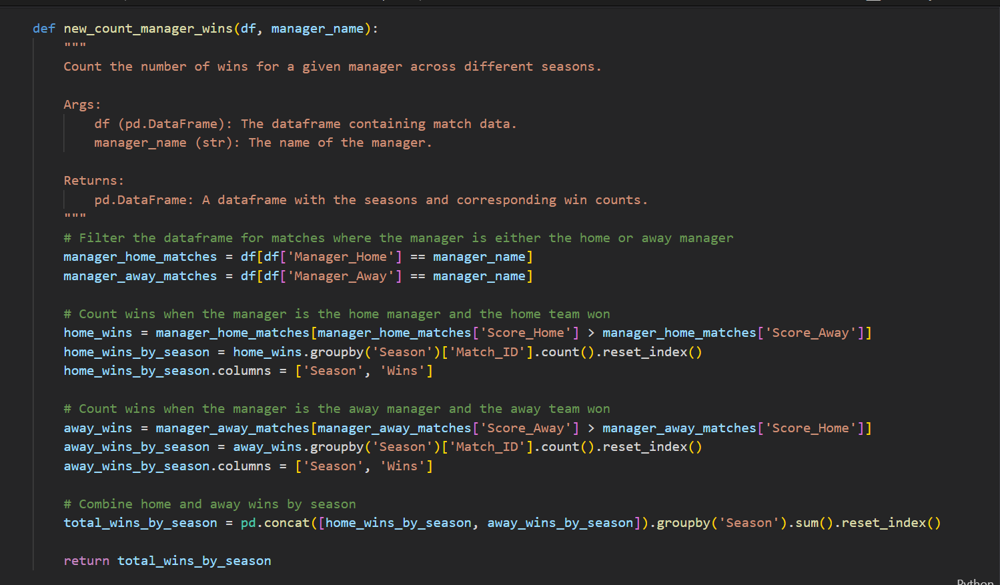 def new_count_manager_wins(df, manager_name):
    """
    Count the number of wins for a given manager across different seasons.

    Args:
        df (pd.DataFrame): The dataframe containing match data.
        manager_name (str): The name of the manager.

    Returns:
        pd.DataFrame: A dataframe with the seasons and corresponding win counts.
    """
    # Filter the dataframe for matches where the manager is either the home or away manager
    manager_home_matches = df[df['Manager_Home'] == manager_name]
    manager_away_matches = df[df['Manager_Away'] == manager_name]

    # Count wins when the manager is the home manager and the home team won
    home_wins = manager_home_matches[manager_home_matches['Score_Home'] > manager_home_matches['Score_Away']]
    home_wins_by_season = home_wins.groupby('Season')['Match_ID'].count().reset_index()
    home_wins_by_season.columns = ['Season', 'Wins']

    # Count wins when the manager is the away manager and the away team won
    away_wins = manager_away_matches[manager_away_matches['Score_Away'] > manager_away_matches['Score_Home']]
    away_wins_by_season = away_wins.groupby('Season')['Match_ID'].count().reset_index()
    away_wins_by_season.columns = ['Season', 'Wins']

    # Combine home and away wins by season
    total_wins_by_season = pd.concat([home_wins_by_season, away_wins_by_season]).groupby('Season').sum().reset_index()

    return total_wins_by_season
Python